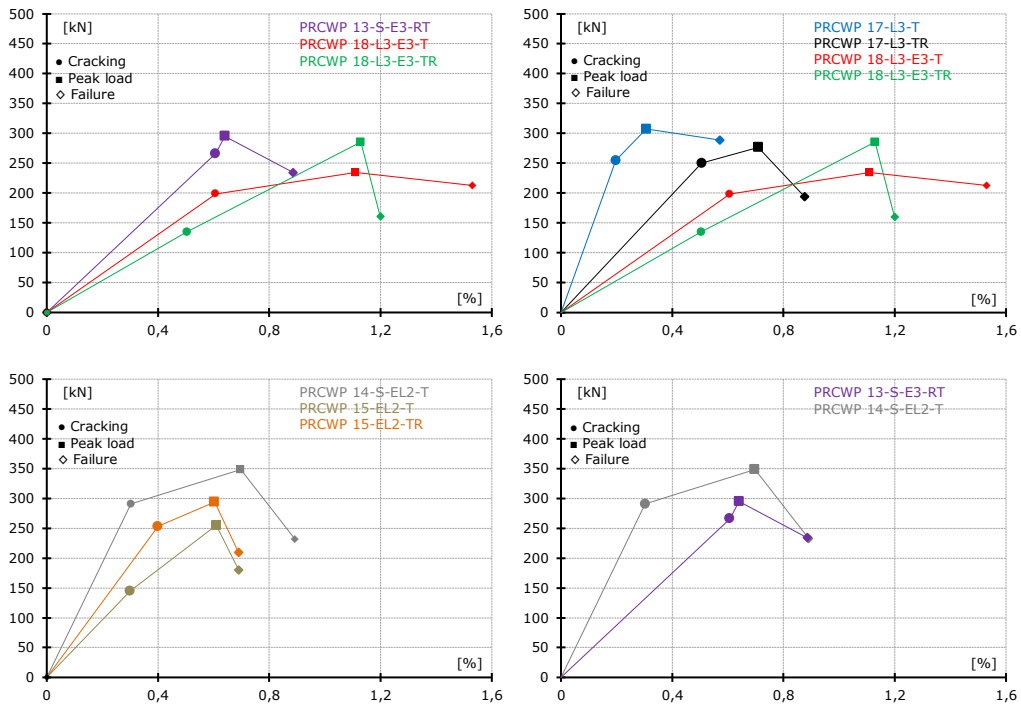 500
[kN]
PRCWP 13-S-E3-RT
450
PRCWP 18-L3-E3-T
400
Cracking
PRCWP 18-L3-E3-TR
Peak load
350
Failure
300
250
200
150
100
50
[%]
0
0
0,4
0,8
1,2
1,6
500
[kN]
PRCWP 17-L3-T
450
PRCWP 17-L3-TR
PRCWP 18-L3-E3-T
400
Cracking
PRCWP 18-L3-E3-TR
Peak load
350
Failure
300
250
200
150
100
50
[%]
0
0
0,4
0,8
1,2
1,6
500
[kN]
PRCWP 14-S-EL2-T
450
PRCWP 15-EL2-T
PRCWP 15-EL2-TR
400
Cracking
Peak load
350
Failure
300
250
200
150
100
50
[%]
0
0
0,4
0,8
1,2
1,6
500
[kN]
PRCWP 13-S-E3-RT
450
PRCWP 14-S-EL2-T
400
Cracking
Peak load
350
Failure
300
250
200
150
100
50
[%]
0
0
0,4
0,8
1,2
1,6